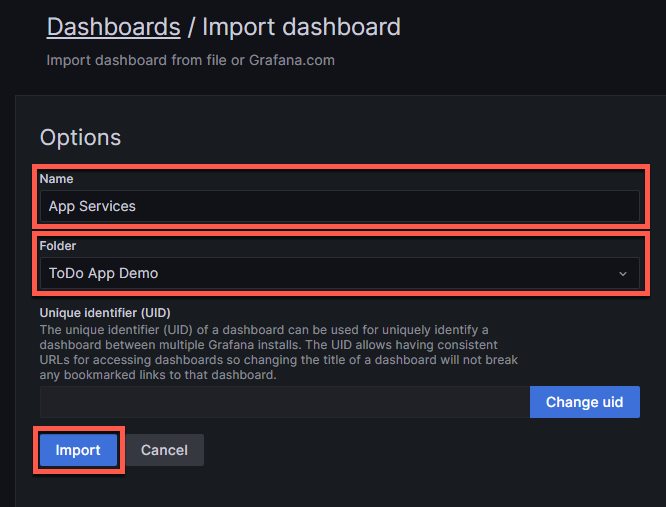 Dashboards / Import dashboard
Import dashboard from file or Grafana.com
Options
Name
App Services
Folder
ToDo App Demo
Unique identifier (UID)
The unique identifier (UID) of a dashboard can be used for uniquely identify a
dashboard between multiple Grafana installs. The UID allows having consistent
URLs for accessing dashboards so changing the title of a dashboard will not break
any bookmarked links to that dashboard.
Change uid
Import Cancel